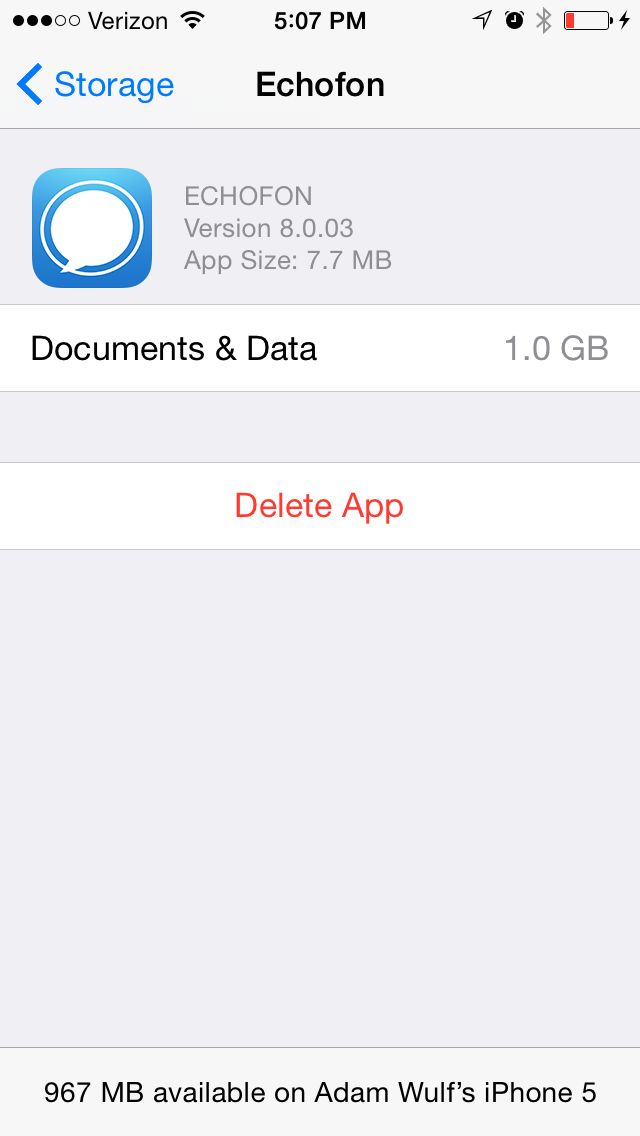 Verizon 5:07 PM
Storage Echofon
ECHOFON
Version 8.0.03
App Size: 7.7 MB
Documents & Data 1.0 GB
Delete App
967 MB available on Adam Wulf’s iPhone 5